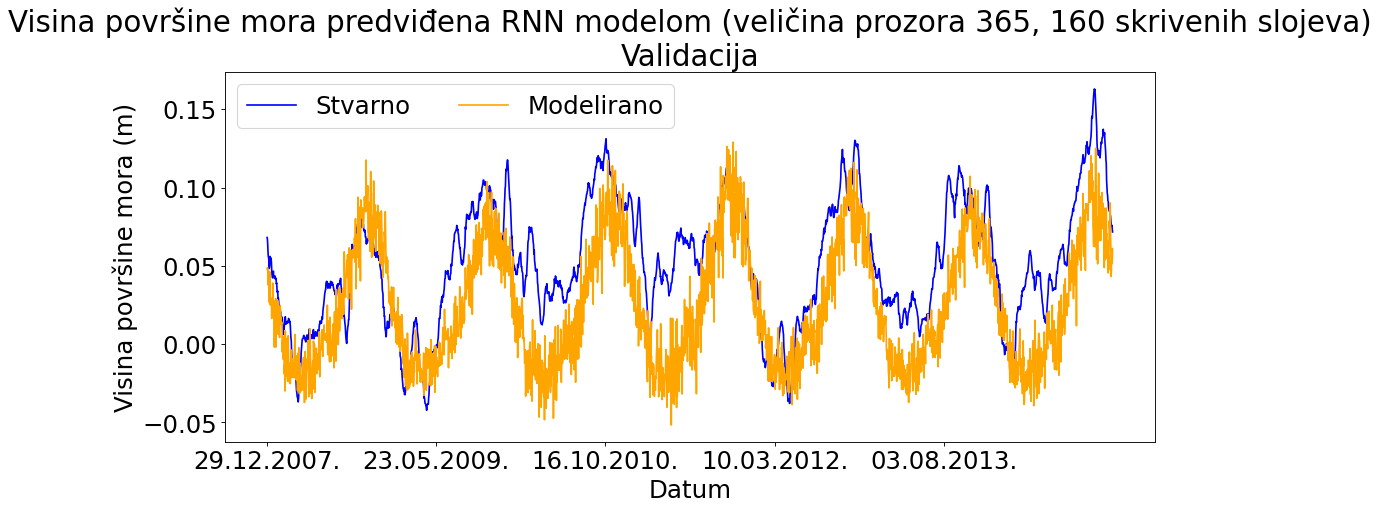 Visina površine mora predviđena RNN modelom (veličina prozora 365, 160 skrivenih slojeva)
Validacija
Stvarno Modelirano
Visina površine mora (m)
0.15
0.10
0.05
0.00
−0.05
29.12.2007. 23.05.2009. 16.10.2010. 10.03.2012. 03.08.2013.
Datum